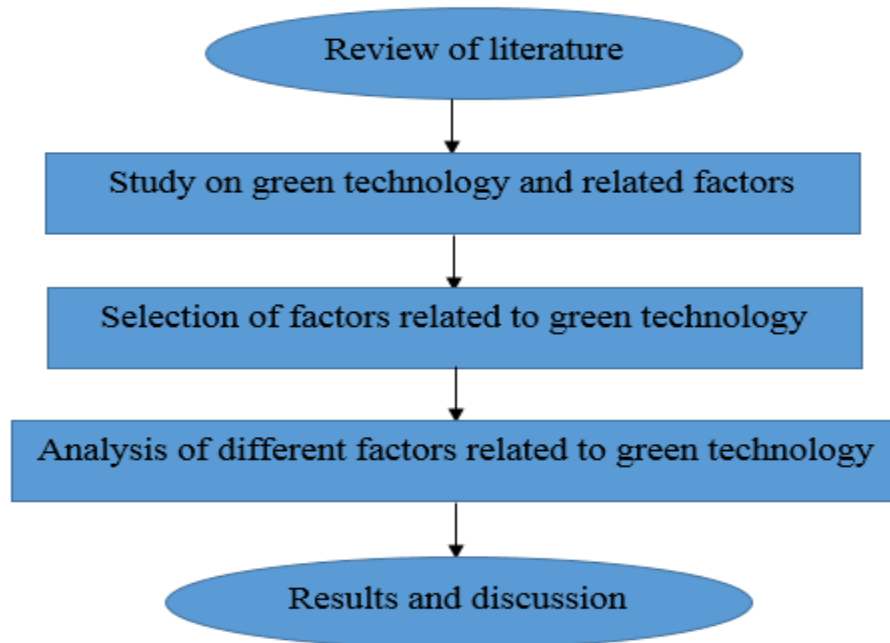 Review of literature
Study on green technology and related factors
Selection of factors related to green technology
Analysis of different factors related to green technology
Results and discussion